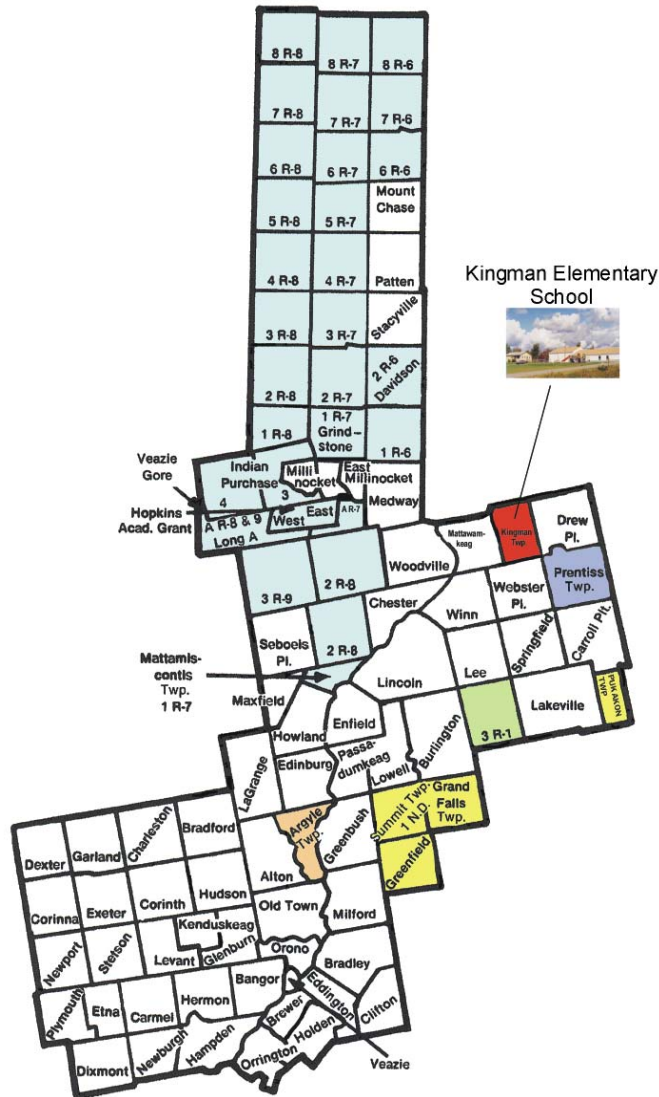 8 R-8
8 R-7
8 R-6
7 R-8
7 R-7
7 R-6
6 R-8
6 R-7
6 R-6
Mount
Chase
5 R-8
5 R-7
4 R-8
4 R-7
Patten
Kingman Elementary
School
3 R-8
3 R-7
Stacyville
2 R-8
2 R-7
2 R-6
Davidson
1 R-8
1 R-7
Grind-
stone
1 R-6
Veazie
Gore
Indian
Purchase
4
3
Milli
nocket
East
Millinocket
Medway
Hopkins
Acad. Grant
A R-8 & 9
Long A
West
East
A R-7
Mattawam-
keag
Kingman
Twp.
Drew
Pl.
3 R-9
2 R-8
Woodville
Prentiss
Twp.
Webster
Pl.
Chester
Winn
Seboeis
Pl.
2 R-8
Springfield
Carroll Plt.
Mattamis-
contis
Twp.
1 R-7
Lincoln
Lee
Maxfield
3 R-1
Lakeville
PUKAKON
TWP
Howland
Enfield
Burlington
LaGrange
Edinburg
Passa-
dumkeag
Lowell
Summit Twp.
1 N.D.
Grand
Falls
Twp.
Argyle
Twp.
Greenbush
Greenfield
Dexter
Garland
Charleston
Bradford
Alton
Corinna
Exeter
Corinth
Hudson
Old Town
Milford
Kenduskeag
Newport
Stetson
Levant
Glenburn
Orono
Bradley
Plymouth
Etna
Carmel
Hermon
Bangor
Eddington
Clifton
Dixmont
Newburgh
Hampden
Brewer
Holden
Orrington
Veazie